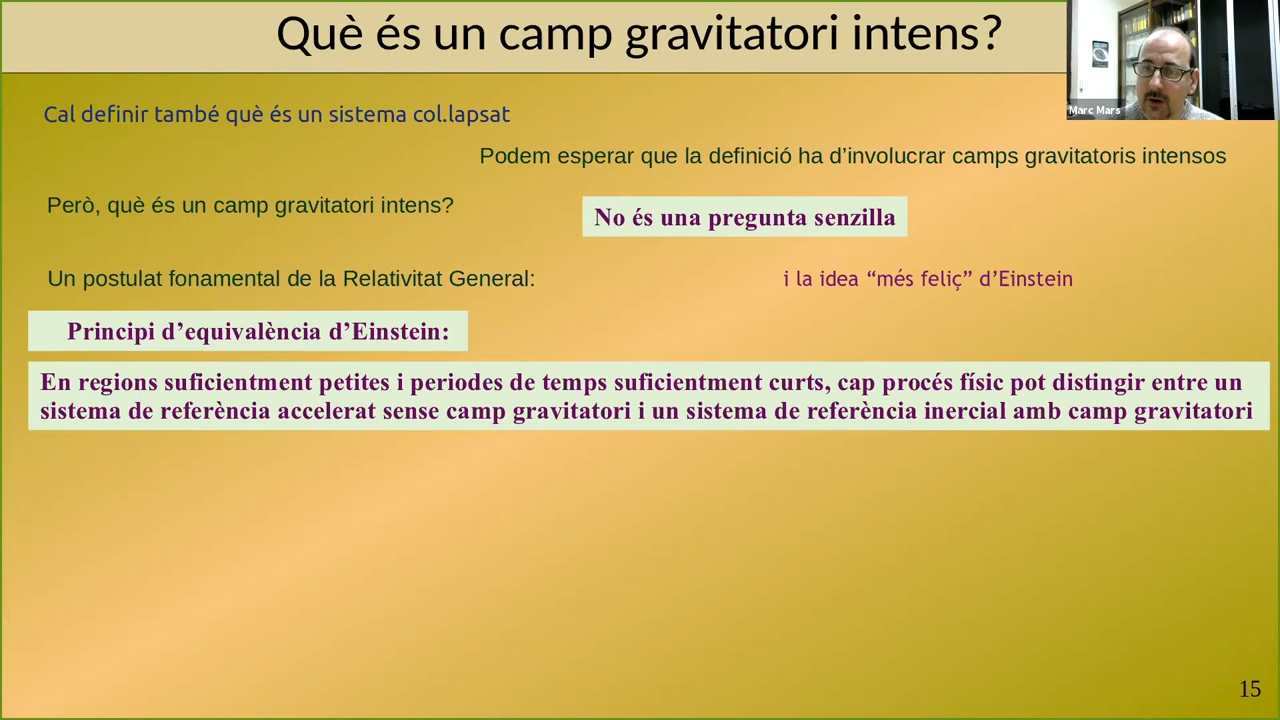 Què és un camp gravitatori intens?
Marc Mars
Cal definir també què és un sistema col.lapsat
Podem esperar que la definició ha d’involucrar camps gravitatoris intensos
Però, què és un camp gravitatori intens?
No és una pregunta senzilla
Un postulat fonamental de la Relativitat General:
i la idea “més feliç” d’Einstein
Principi d’equivalència d’Einstein:
En regions suficientment petites i periodes de temps suficientment curts, cap procés físic pot distingir entre un
sistema de referència accelerat sense camp gravitatori i un sistema de referència inercial amb camp gravitatori
15